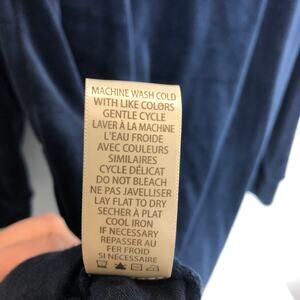 MACHINE WASH COLD
WITH LIKE COLORS
GENTLE CYCLE
LAVER À LA MACHINE
L'EAU FROIDE
AVEC COULEURS
SIMILAIRES
CYCLE DÉLICAT
DO NOT BLEACH
NE PAS JAVELLISER
LAY FLAT TO DRY
SECHER À PLAT
COOL IRON
IF NECESSARY
REPASSER AU
FER FROID
SI NÉCESSAIRE